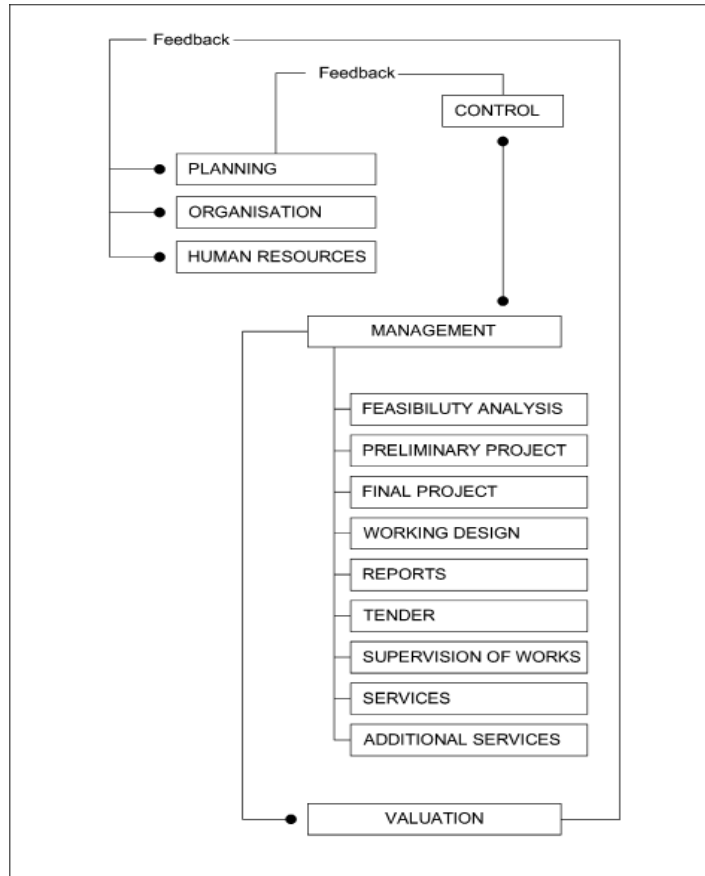 Feedback
Feedback
CONTROL
PLANNING
ORGANISATION
HUMAN RESOURCES
MANAGEMENT
FEASIBILUTY ANALYSIS
PRELIMINARY PROJECT
FINAL PROJECT
WORKING DESIGN
REPORTS
TENDER
SUPERVISION OF WORKS
SERVICES
ADDITIONAL SERVICES
VALUATION